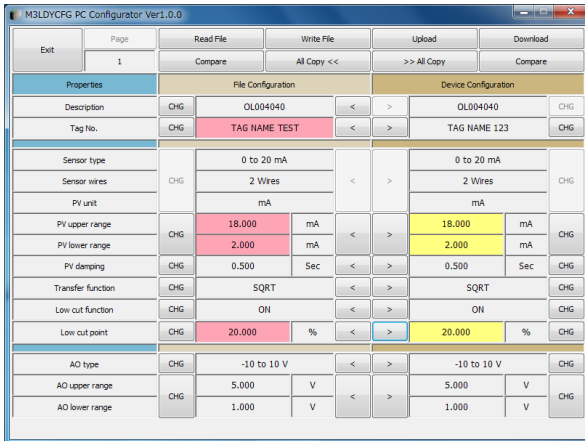 M3LDYCFG PC Configurator Ver1.0.0
Exit Page Read File Write File Upload Download
1 Compare All Copy << >> All Copy Compare
Properties File Configuration Device Configuration
Description CHG OL004040 < > OL004040 CHG
Tag No. CHG TAG NAME TEST < > TAG NAME 123 CHG
Sensor type 0 to 20 mA 0 to 20 mA
Sensor wires CHG 2 Wires < > 2 Wires CHG
PV unit mA mA
PV upper range CHG 18.000 mA < > 18.000 mA CHG
PV lower range 2.000 mA 2.000 mA
PV damping CHG 0.500 Sec < > 0.500 Sec CHG
Transfer function CHG SQRT < > SQRT CHG
Low cut function CHG ON < > ON CHG
Low cut point CHG 20.000 % < > 20.000 % CHG
AO type CHG -10 to 10 V < > -10 to 10 V CHG
AO upper range CHG 5.000 V < > 5.000 V CHG
AO lower range 1.000 V 1.000 V